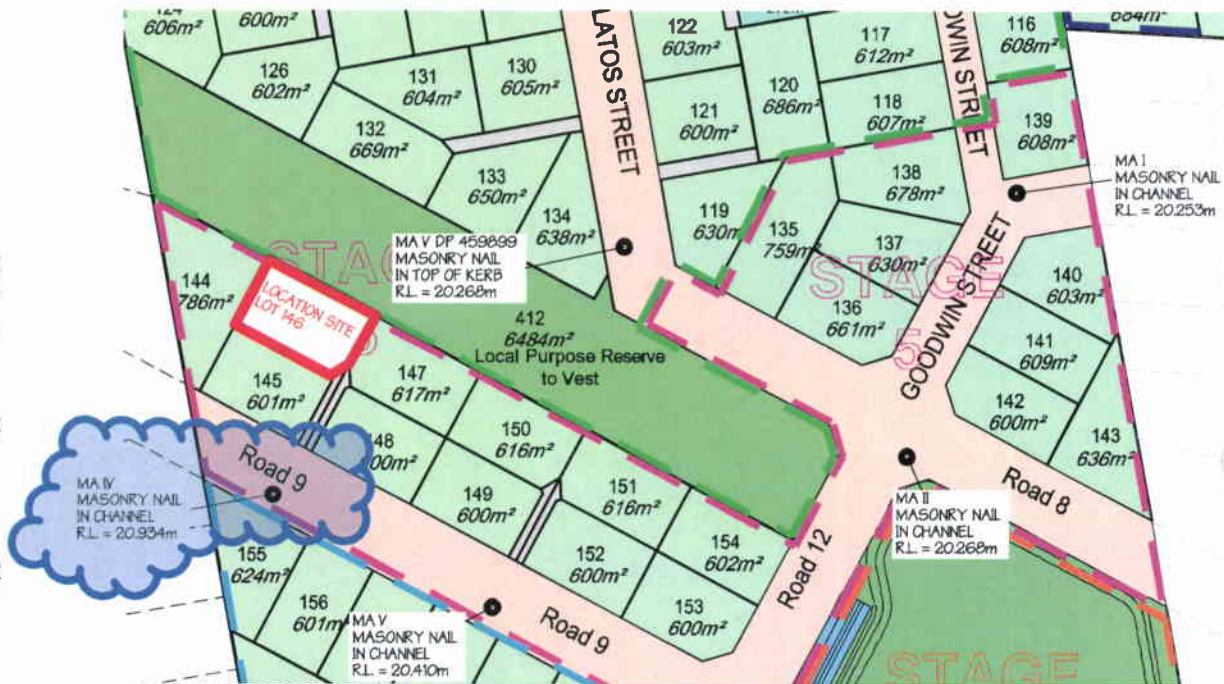 606m²
600m²
126
602m²
131
604m²
130
605m²
132
669m²
133
650m²
134
638m²
LATOS STREET
122
603m²
121
600m²
120
686m²
117
612m²
118
607m²
116
608m²
684m²
139
608m²
138
678m²
137
630m²
136
661m²
135
759m²
119
630m
WIN STREET
GOODWIN STREET
MA I
MASONRY NAIL
IN CHANNEL
R.L. = 20.253m
MA V DP 459899
MASONRY NAIL
IN TOP OF KERB
R.L. = 20.268m
STAGE
5
140
603m²
141
609m²
142
600m²
143
636m²
144
786m²
LOCATION SITE
LOT 146
145
601m²
147
617m²
412
6484m²
Local Purpose Reserve
to Vest
48
00m²
150
616m²
149
600m²
151
616m²
152
600m²
154
602m²
153
600m²
Road 9
MA IV
MASONRY NAIL
IN CHANNEL
R.L. = 20.934m
155
624m²
156
601m
MA V
MASONRY NAIL
IN CHANNEL
R.L. = 20.410m
Road 9
Road 12
Road 8
MA II
MASONRY NAIL
IN CHANNEL
R.L. = 20.268m
STAGE